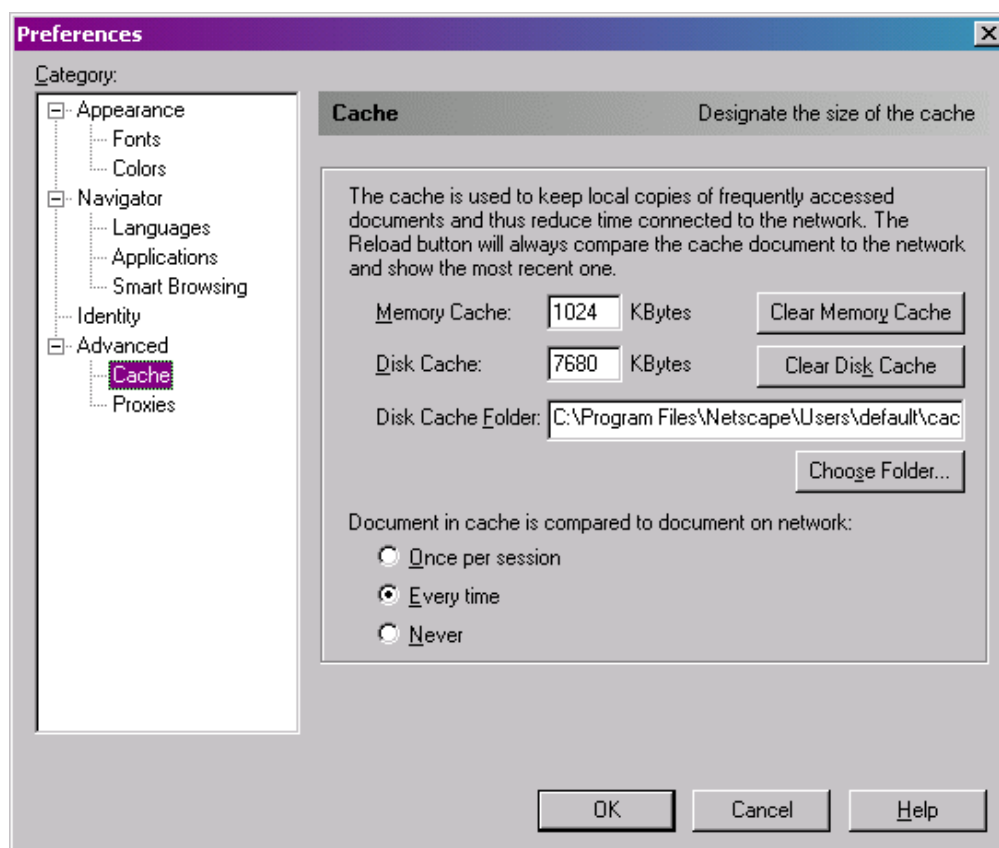 Preferences
Category:
Appearance
Fonts
Colors
Navigator
Languages
Applications
Smart Browsing
Identity
Advanced
Cache
Proxies
Cache Designate the size of the cache
The cache is used to keep local copies of frequently accessed
documents and thus reduce time connected to the network. The
Reload button will always compare the cache document to the network
and show the most recent one.
Memory Cache: 1024 KBytes Clear Memory Cache
Disk Cache: 7680 KBytes Clear Disk Cache
Disk Cache Folder: C:\Program Files\Netscape\Users\default\cac
Choose Folder...
Document in cache is compared to document on network:
Once per session
Every time
Never
OK Cancel Help